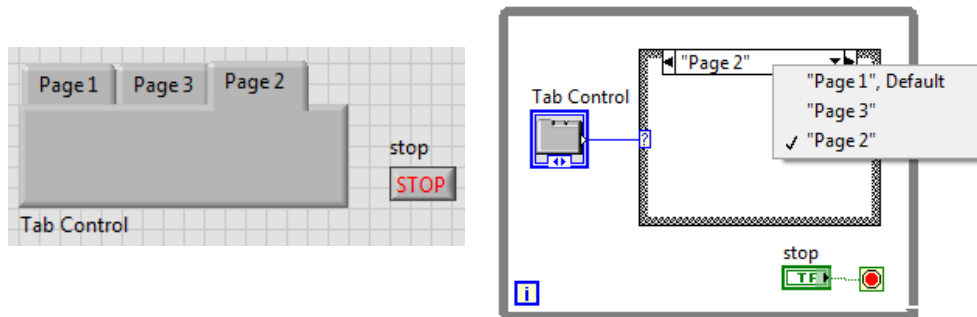 Page 1 Page 3 Page 2
stop
STOP
Tab Control
"Page 2"
"Page 1", Default
"Page 3"
✓ "Page 2"
Tab Control
?
stop
TF
i